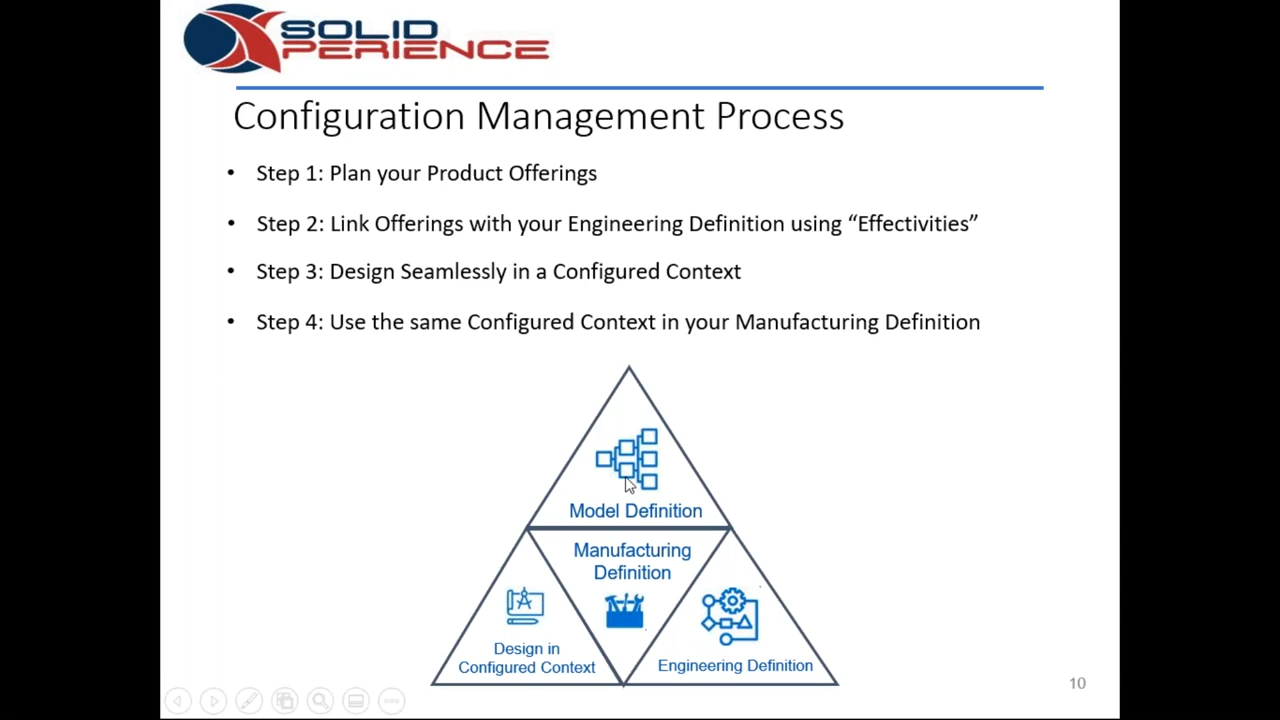 SOLID
XPERIENCE
Configuration Management Process
• Step 1: Plan your Product Offerings
• Step 2: Link Offerings with your Engineering Definition using “Effectivities”
• Step 3: Design Seamlessly in a Configured Context
• Step 4: Use the same Configured Context in your Manufacturing Definition
Model Definition
Manufacturing
Definition
Design in
Configured Context
Engineering Definition
10